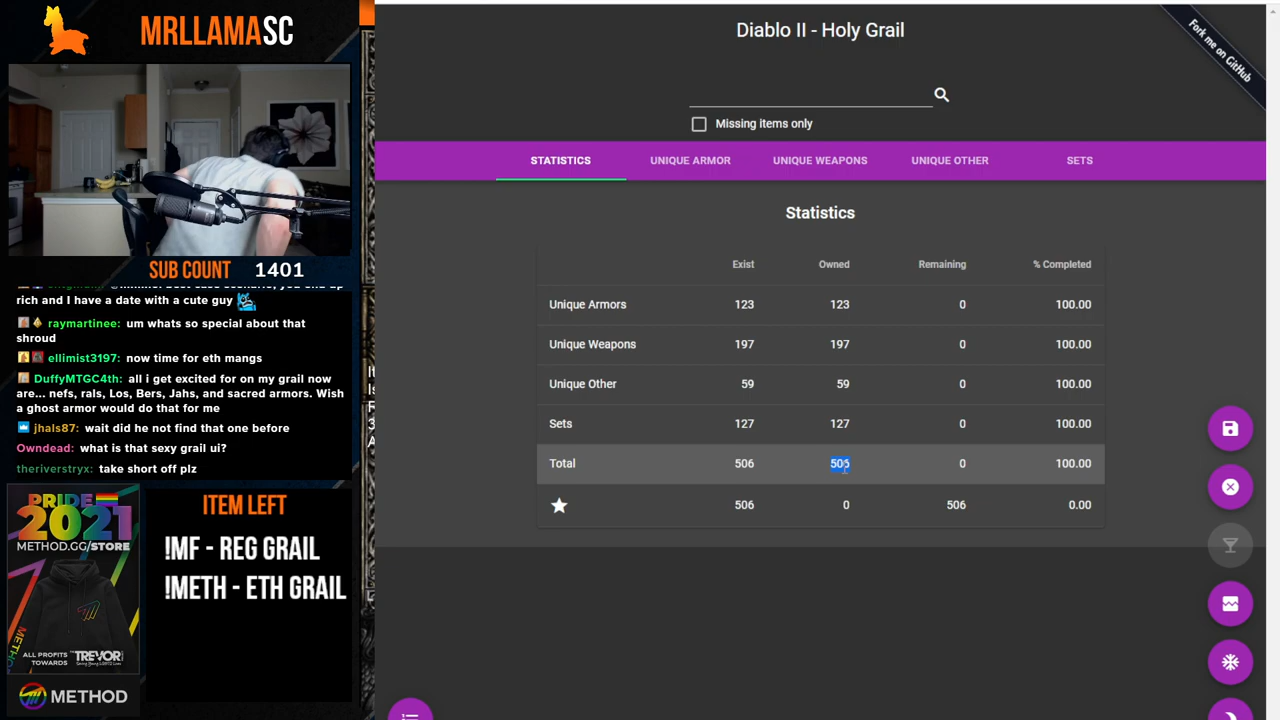 MRLLAMASC
SUB COUNT 1401
rich and I have a date with a cute guy
raymartinee: um whats so special about that
shroud
ellimist3197: now time for eth mangs
DuffyMTGC4th: all i get excited for on my grail now
are... nefs, rals, Los, Bers, Jahs, and sacred armors. Wish
a ghost armor would do that for me
jhals87: wait did he not find that one before
Owndead: what is that sexy grail ui?
theriverstryx: take short off plz
PRIDE
2021
METHOD.GG/STORE
ALL PROFITS
TOWARDS
TREVOR
METHOD
ITEM LEFT
!MF - REG GRAIL
!METH - ETH GRAIL
Diablo II - Holy Grail
Fork me on GitHub
Missing items only
STATISTICS UNIQUE ARMOR UNIQUE WEAPONS UNIQUE OTHER SETS
Statistics
Exist Owned Remaining % Completed
Unique Armors 123 123 0 100.00
Unique Weapons 197 197 0 100.00
Unique Other 59 59 0 100.00
Sets 127 127 0 100.00
Total 506 506 0 100.00
506 0 506 0.00